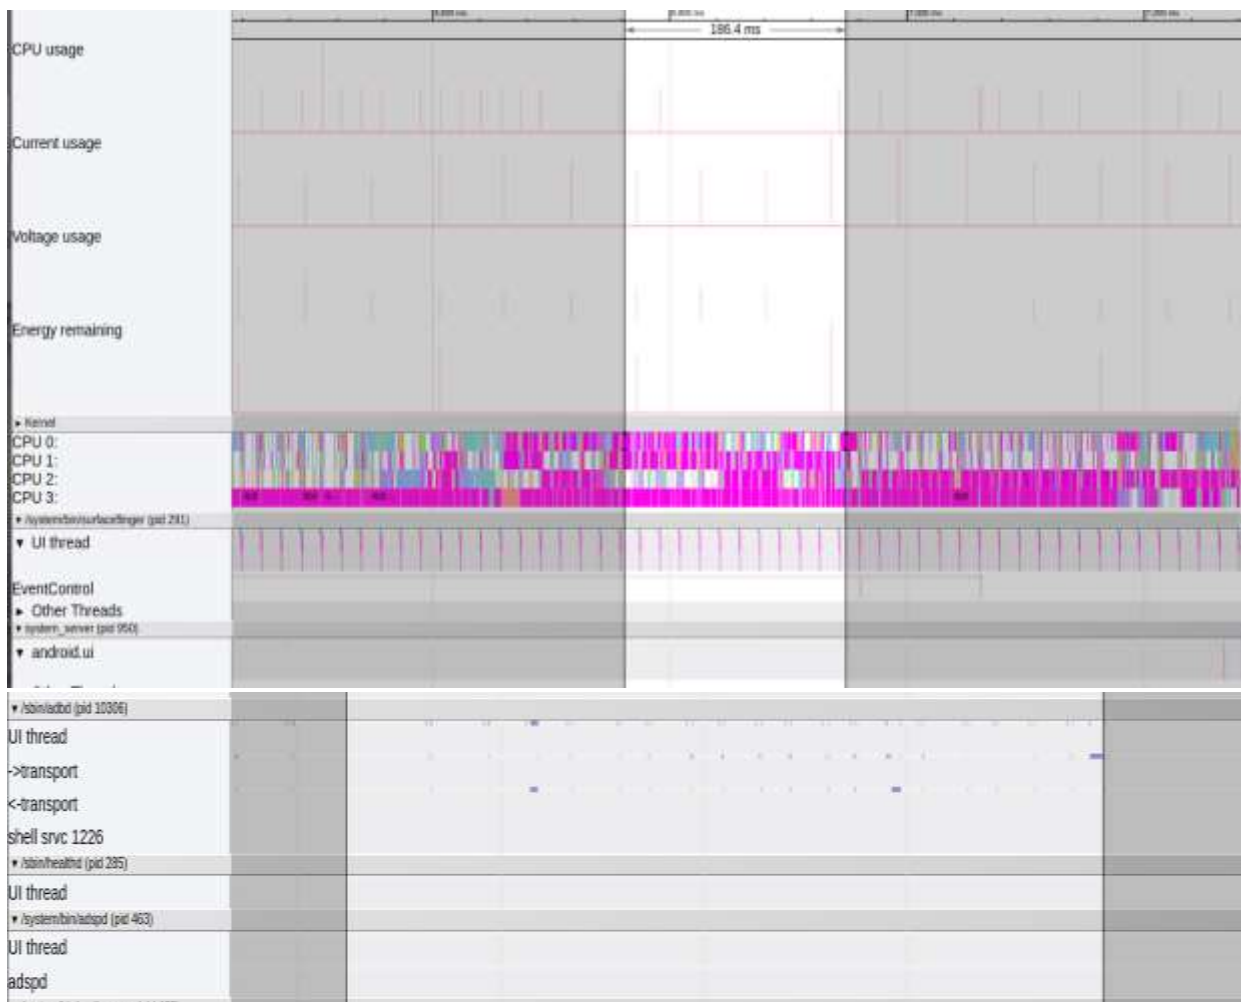 186.4 ms
CPU usage
Current usage
Voltage usage
Energy remaining
▸ Kernel
CPU 0:
CPU 1:
CPU 2:
CPU 3:
▾ /system/bin/surfaceflinger (pid 291)
▾ UI thread
EventControl
▸ Other Threads
▾ system_server (pid 950)
▾ android.ui
▾ /sbin/adbd (pid 10306)
UI thread
->transport
<-transport
shell srvc 1226
▾ /sbin/healthd (pid 285)
UI thread
▾ /system/bin/adspd (pid 463)
UI thread
adspd